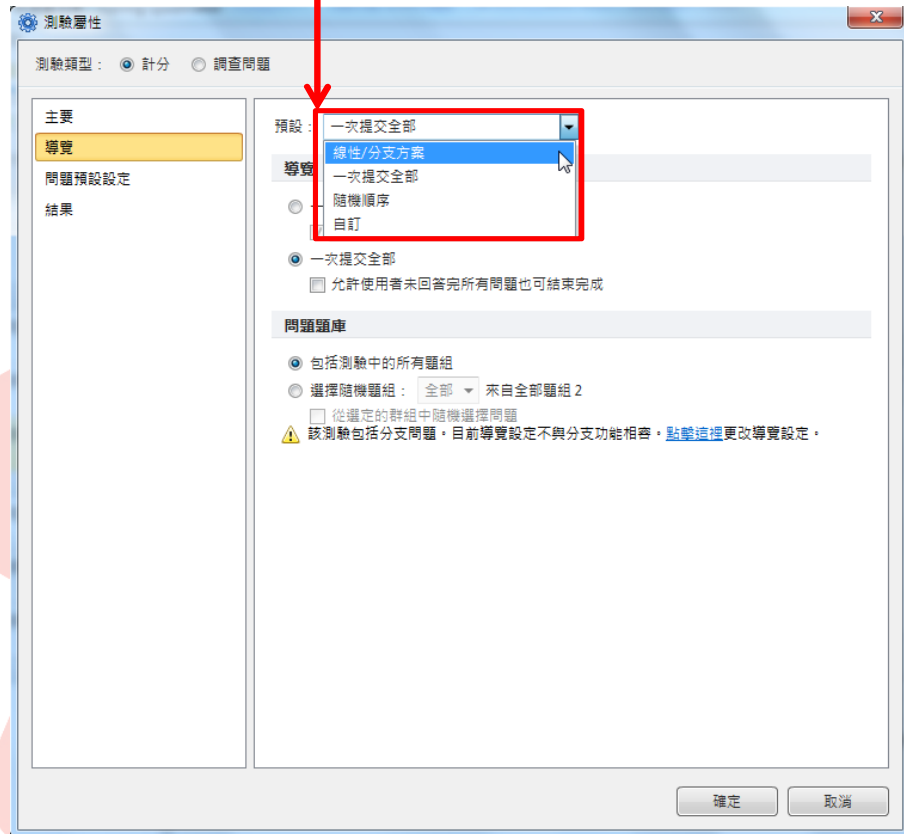 測驗屬性
測驗類型： 計分 調查問題
主要
導覽
問題預設設定
結果
預設： 一次提交全部
線性/分支方案
一次提交全部
隨機順序
自訂
導覽
一次提交全部
允許使用者未回答完所有問題也可結束完成
問題題庫
包括測驗中的所有題組
選擇隨機題組： 全部 來自全部題組 2
從選定的群組中隨機選擇問題
該測驗包括分支問題。目前導覽設定不與分支功能相容。點擊這裡更改導覽設定。
確定 取消